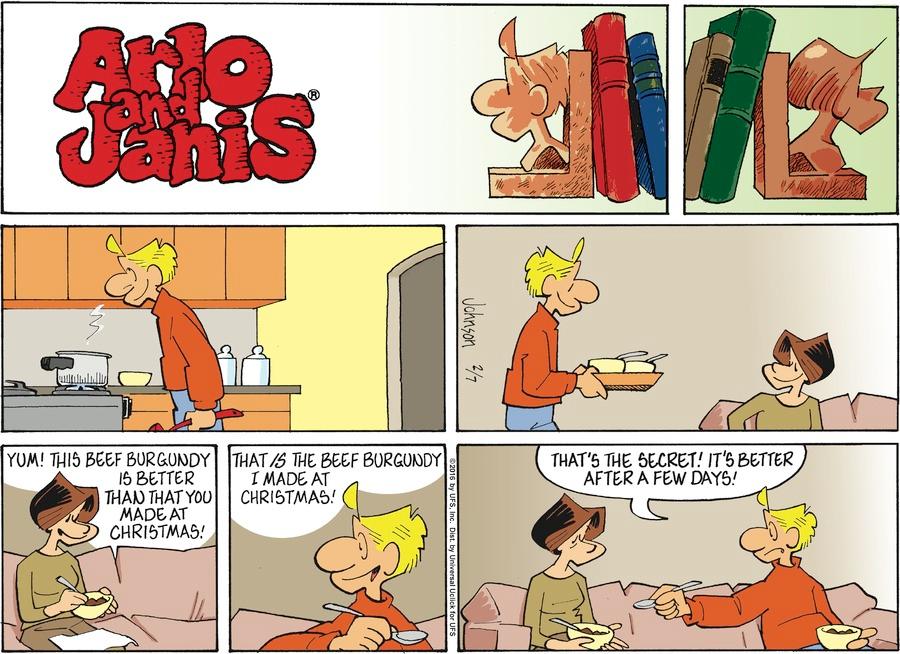 Arlo
and
Janis®
Johnson 2/7
YUM! THIS BEEF BURGUNDY
IS BETTER
THAN THAT YOU
MADE AT
CHRISTMAS!
THAT IS THE BEEF BURGUNDY
I MADE AT
CHRISTMAS!
©2016 by UFS, Inc. Dist. by Universal Uclick for UFS
THAT'S THE SECRET! IT'S BETTER
AFTER A FEW DAYS!